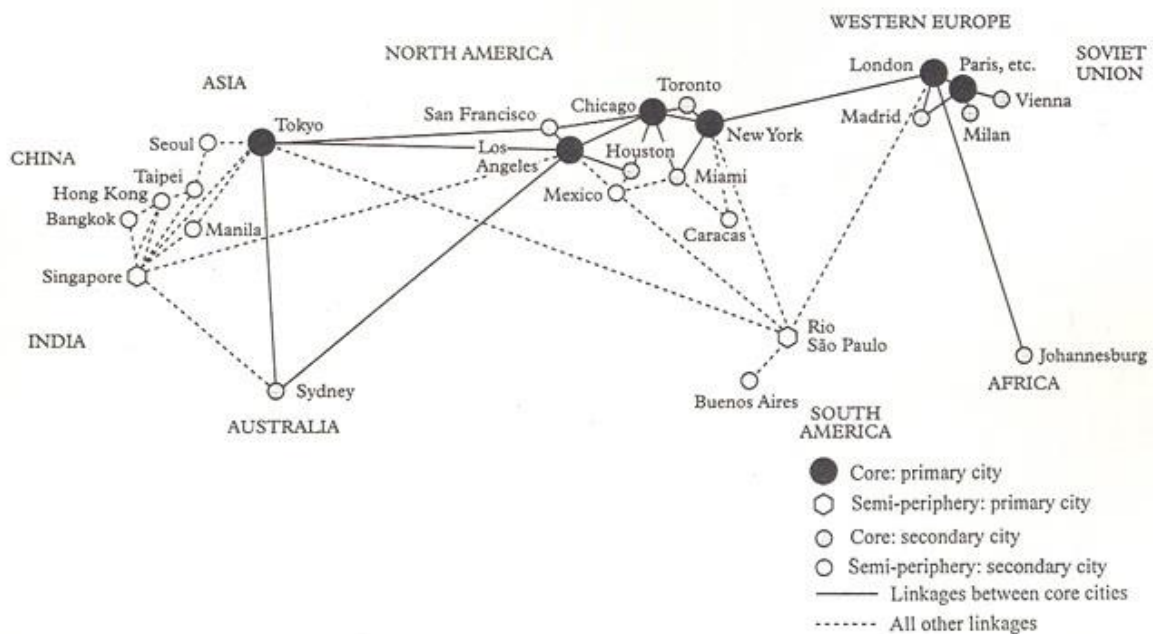 WESTERN EUROPE
NORTH AMERICA
SOVIET
UNION
London
Paris, etc.
ASIA
Toronto
Chicago
San Francisco
Vienna
Madrid
Milan
Tokyo
New York
Seoul
Los
Angeles
Houston
CHINA
Taipei
Miami
Hong Kong
Mexico
Bangkok
Manila
Caracas
Singapore
Rio
São Paulo
INDIA
Johannesburg
AFRICA
Sydney
Buenos Aires
AUSTRALIA
SOUTH
AMERICA
Core: primary city
Semi-periphery: primary city
Core: secondary city
Semi-periphery: secondary city
Linkages between core cities
All other linkages